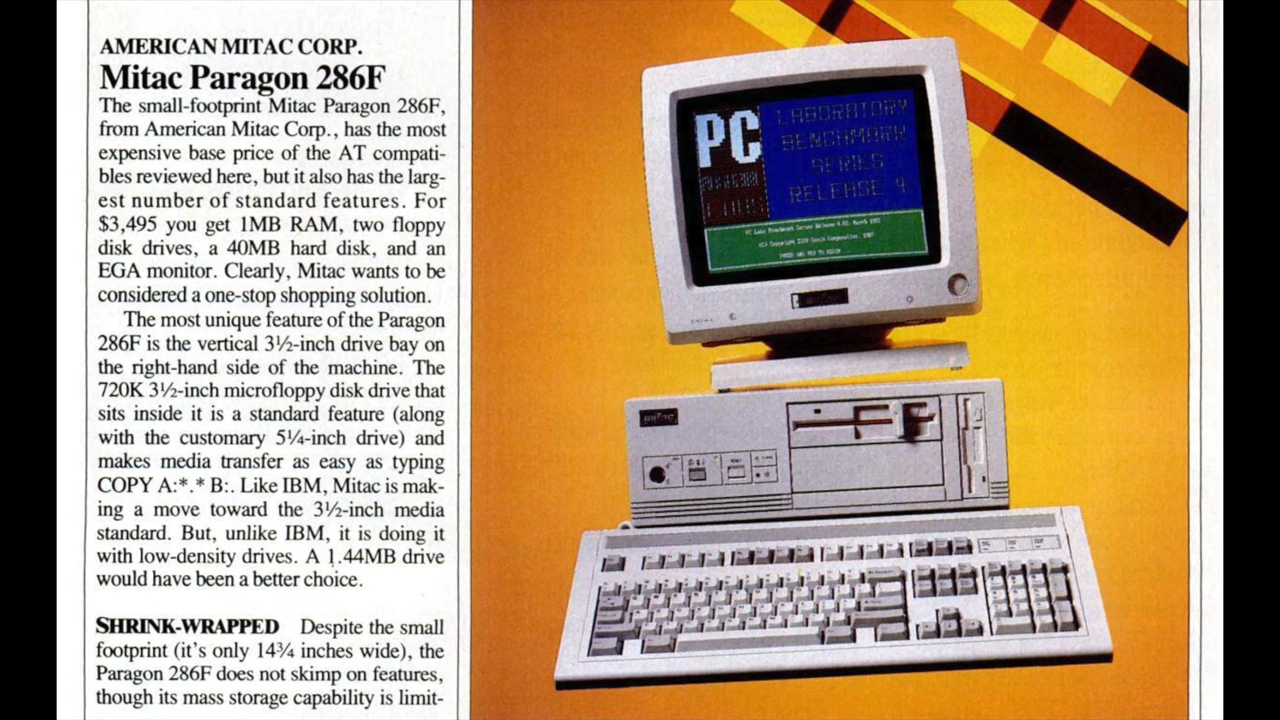 AMERICAN MITAC CORP.
Mitac Paragon 286F
The small-footprint Mitac Paragon 286F,
from American Mitac Corp., has the most
expensive base price of the AT compati-
bles reviewed here, but it also has the larg-
est number of standard features. For
$3,495 you get 1MB RAM, two floppy
disk drives, a 40MB hard disk, and an
EGA monitor. Clearly, Mitac wants to be
considered a one-stop shopping solution.
The most unique feature of the Paragon
286F is the vertical 3½-inch drive bay on
the right-hand side of the machine. The
720K 3½-inch microfloppy disk drive that
sits inside it is a standard feature (along
with the customary 5¼-inch drive) and
makes media transfer as easy as typing
COPY A:*.* B:. Like IBM, Mitac is mak-
ing a move toward the 3½-inch media
standard. But, unlike IBM, it is doing it
with low-density drives. A 1.44MB drive
would have been a better choice.
SHRINK-WRAPPED Despite the small
footprint (it's only 14¾ inches wide), the
Paragon 286F does not skimp on features,
though its mass storage capability is limit-
PC
LABORATORY
BENCHMARK
SERIES
RELEASE 4